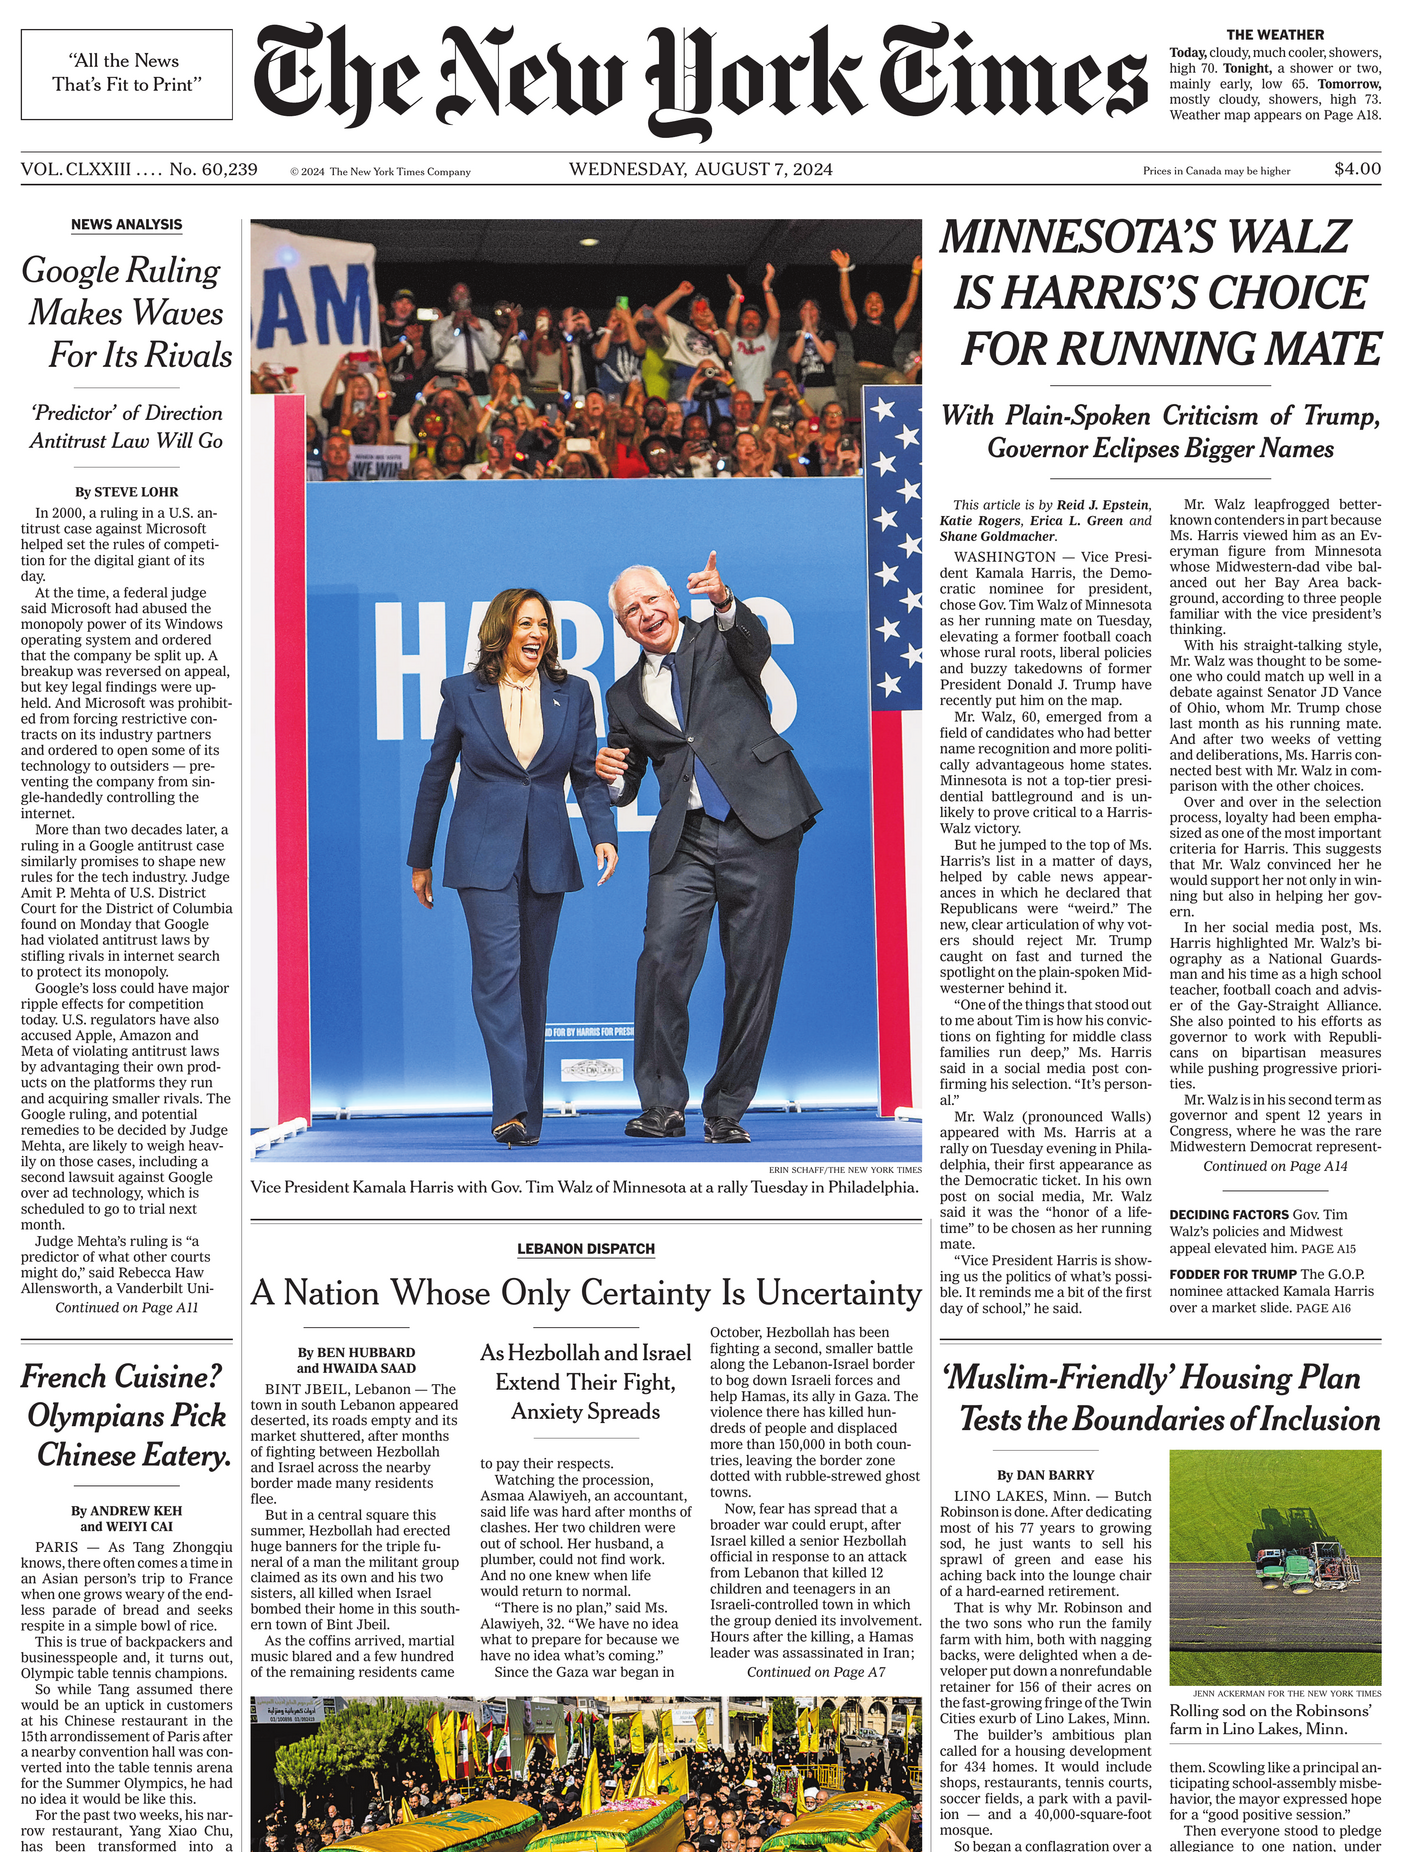 “All the News
That’s Fit to Print”
The New York Times
THE WEATHER
Today, cloudy, much cooler, showers,
high 70. Tonight, a shower or two,
mainly early, low 65. Tomorrow,
mostly cloudy, showers, high 73.
Weather map appears on Page A18.
VOL. CLXXIII .... No. 60,239
© 2024 The New York Times Company
WEDNESDAY, AUGUST 7, 2024
Prices in Canada may be higher
$4.00
NEWS ANALYSIS
Google Ruling
Makes Waves
For Its Rivals
‘Predictor’ of Direction
Antitrust Law Will Go
By STEVE LOHR
In 2000, a ruling in a U.S. an-
titrust case against Microsoft
helped set the rules of competi-
tion for the digital giant of its
day.
At the time, a federal judge
said Microsoft had abused the
monopoly power of its Windows
operating system and ordered
that the company be split up. A
breakup was reversed on appeal,
but key legal findings were up-
held. And Microsoft was prohibit-
ed from forcing restrictive con-
tracts on its industry partners
and ordered to open some of its
technology to outsiders — pre-
venting the company from sin-
gle-handedly controlling the
internet.
More than two decades later, a
ruling in a Google antitrust case
similarly promises to shape new
rules for the tech industry. Judge
Amit P. Mehta of U.S. District
Court for the District of Columbia
found on Monday that Google
had violated antitrust laws by
stifling rivals in internet search
to protect its monopoly.
Google’s loss could have major
ripple effects for competition
today. U.S. regulators have also
accused Apple, Amazon and
Meta of violating antitrust laws
by advantaging their own prod-
ucts on the platforms they run
and acquiring smaller rivals. The
Google ruling, and potential
remedies to be decided by Judge
Mehta, are likely to weigh heav-
ily on those cases, including a
second lawsuit against Google
over ad technology, which is
scheduled to go to trial next
month.
Judge Mehta’s ruling is “a
predictor of what other courts
might do,” said Rebecca Haw
Allensworth, a Vanderbilt Uni-
Continued on Page A11
French Cuisine?
Olympians Pick
Chinese Eatery.
By ANDREW KEH
and WEIYI CAI
PARIS — As Tang Zhongqiu
knows, there often comes a time in
an Asian person’s trip to France
when one grows weary of the end-
less parade of bread and seeks
respite in a simple bowl of rice.
This is true of backpackers and
businesspeople and, it turns out,
Olympic table tennis champions.
So while Tang assumed there
would be an uptick in customers
at his Chinese restaurant in the
15th arrondissement of Paris after
a nearby convention hall was con-
verted into the table tennis arena
for the Summer Olympics, he had
no idea it would be like this.
For the past two weeks, his nar-
row restaurant, Yang Xiao Chu,
has been transformed into a
AM
WE WIN
HARRIS
WAL
D FOR BY HARRIS FOR PRESI
ERIN SCHAFF/THE NEW YORK TIMES
Vice President Kamala Harris with Gov. Tim Walz of Minnesota at a rally Tuesday in Philadelphia.
LEBANON DISPATCH
A Nation Whose Only Certainty Is Uncertainty
By BEN HUBBARD
and HWAIDA SAAD
BINT JBEIL, Lebanon — The
town in south Lebanon appeared
deserted, its roads empty and its
market shuttered, after months
of fighting between Hezbollah
and Israel across the nearby
border made many residents
flee.
But in a central square this
summer, Hezbollah had erected
huge banners for the triple fu-
neral of a man the militant group
claimed as its own and his two
sisters, all killed when Israel
bombed their home in this south-
ern town of Bint Jbeil.
As the coffins arrived, martial
music blared and a few hundred
of the remaining residents came
As Hezbollah and Israel
Extend Their Fight,
Anxiety Spreads
to pay their respects.
Watching the procession,
Asmaa Alawiyeh, an accountant,
said life was hard after months of
clashes. Her two children were
out of school. Her husband, a
plumber, could not find work.
And no one knew when life
would return to normal.
“There is no plan,” said Ms.
Alawiyeh, 32. “We have no idea
what to prepare for because we
have no idea what’s coming.”
Since the Gaza war began in
October, Hezbollah has been
fighting a second, smaller battle
along the Lebanon-Israel border
to bog down Israeli forces and
help Hamas, its ally in Gaza. The
violence there has killed hun-
dreds of people and displaced
more than 150,000 in both coun-
tries, leaving the border zone
dotted with rubble-strewed ghost
towns.
Now, fear has spread that a
broader war could erupt, after
Israel killed a senior Hezbollah
official in response to an attack
from Lebanon that killed 12
children and teenagers in an
Israeli-controlled town in which
the group denied its involvement.
Hours after the killing, a Hamas
leader was assassinated in Iran;
Continued on Page A7
MINNESOTA’S WALZ
IS HARRIS’S CHOICE
FOR RUNNING MATE
With Plain-Spoken Criticism of Trump,
Governor Eclipses Bigger Names
This article is by Reid J. Epstein,
Katie Rogers, Erica L. Green and
Shane Goldmacher.
WASHINGTON — Vice Presi-
dent Kamala Harris, the Demo-
cratic nominee for president,
chose Gov. Tim Walz of Minnesota
as her running mate on Tuesday,
elevating a former football coach
whose rural roots, liberal policies
and buzzy takedowns of former
President Donald J. Trump have
recently put him on the map.
Mr. Walz, 60, emerged from a
field of candidates who had better
name recognition and more politi-
cally advantageous home states.
Minnesota is not a top-tier presi-
dential battleground and is un-
likely to prove critical to a Harris-
Walz victory.
But he jumped to the top of Ms.
Harris’s list in a matter of days,
helped by cable news appear-
ances in which he declared that
Republicans were “weird.” The
new, clear articulation of why vot-
ers should reject Mr. Trump
caught on fast and turned the
spotlight on the plain-spoken Mid-
westerner behind it.
“One of the things that stood out
to me about Tim is how his convic-
tions on fighting for middle class
families run deep,” Ms. Harris
said in a social media post con-
firming his selection. “It’s person-
al.”
Mr. Walz (pronounced Walls)
appeared with Ms. Harris at a
rally on Tuesday evening in Phila-
delphia, their first appearance as
the Democratic ticket. In his own
post on social media, Mr. Walz
said it was the “honor of a life-
time” to be chosen as her running
mate.
“Vice President Harris is show-
ing us the politics of what’s possi-
ble. It reminds me a bit of the first
day of school,” he said.
Mr. Walz leapfrogged better-
known contenders in part because
Ms. Harris viewed him as an Ev-
eryman figure from Minnesota
whose Midwestern-dad vibe bal-
anced out her Bay Area back-
ground, according to three people
familiar with the vice president’s
thinking.
With his straight-talking style,
Mr. Walz was thought to be some-
one who could match up well in a
debate against Senator JD Vance
of Ohio, whom Mr. Trump chose
last month as his running mate.
And after two weeks of vetting
and deliberations, Ms. Harris con-
nected best with Mr. Walz in com-
parison with the other choices.
Over and over in the selection
process, loyalty had been empha-
sized as one of the most important
criteria for Harris. This suggests
that Mr. Walz convinced her he
would support her not only in win-
ning but also in helping her gov-
ern.
In her social media post, Ms.
Harris highlighted Mr. Walz’s bi-
ography as a National Guards-
man and his time as a high school
teacher, football coach and advis-
er of the Gay-Straight Alliance.
She also pointed to his efforts as
governor to work with Republi-
cans on bipartisan measures
while pushing progressive priori-
ties.
Mr. Walz is in his second term as
governor and spent 12 years in
Congress, where he was the rare
Midwestern Democrat represent-
Continued on Page A14
DECIDING FACTORS Gov. Tim
Walz’s policies and Midwest
appeal elevated him. PAGE A15
FODDER FOR TRUMP The G.O.P.
nominee attacked Kamala Harris
over a market slide. PAGE A16
‘Muslim-Friendly’ Housing Plan
Tests the Boundaries of Inclusion
By DAN BARRY
LINO LAKES, Minn. — Butch
Robinson is done. After dedicating
most of his 77 years to growing
sod, he just wants to sell his
sprawl of green and ease his
aching back into the lounge chair
of a hard-earned retirement.
That is why Mr. Robinson and
the two sons who run the family
farm with him, both with nagging
backs, were delighted when a de-
veloper put down a nonrefundable
retainer for 156 of their acres on
the fast-growing fringe of the Twin
Cities exurb of Lino Lakes, Minn.
The builder’s ambitious plan
called for a housing development
for 434 homes. It would include
shops, restaurants, tennis courts,
soccer fields, a park with a pavil-
ion — and a 40,000-square-foot
mosque.
So began a conflagration over a
JENN ACKERMAN FOR THE NEW YORK TIMES
Rolling sod on the Robinsons’
farm in Lino Lakes, Minn.
them. Scowling like a principal an-
ticipating school-assembly misbe-
havior, the mayor expressed hope
for a “good positive session.”
Then everyone stood to pledge
allegiance to one nation, under